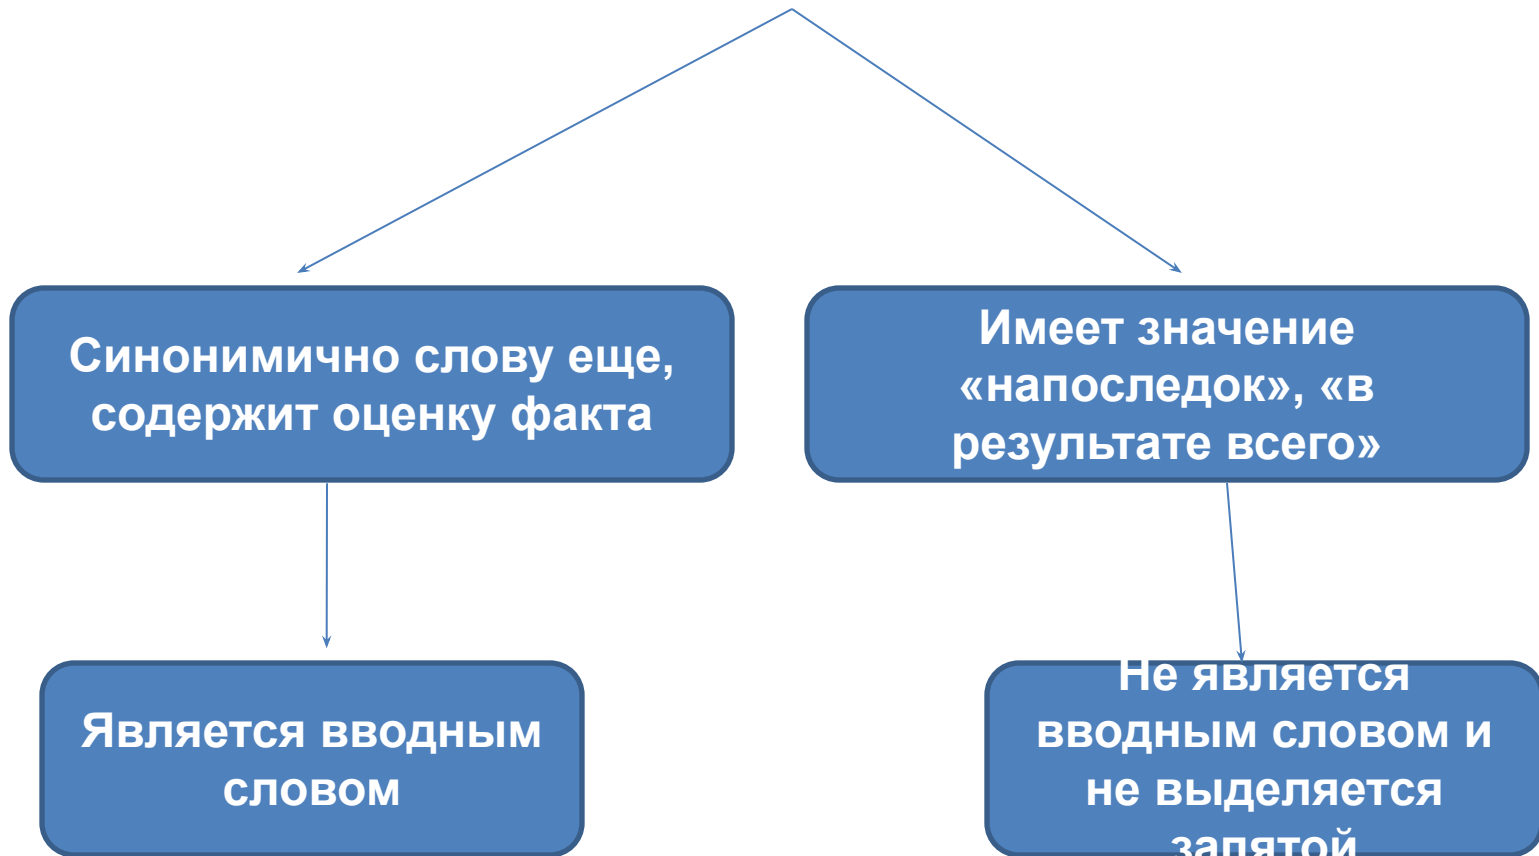 Синонимично слову еще,
содержит оценку факта
Имеет значение
«напоследок», «в
результате всего»
Является вводным
словом
Не является
вводным словом и
не выделяется
запятой